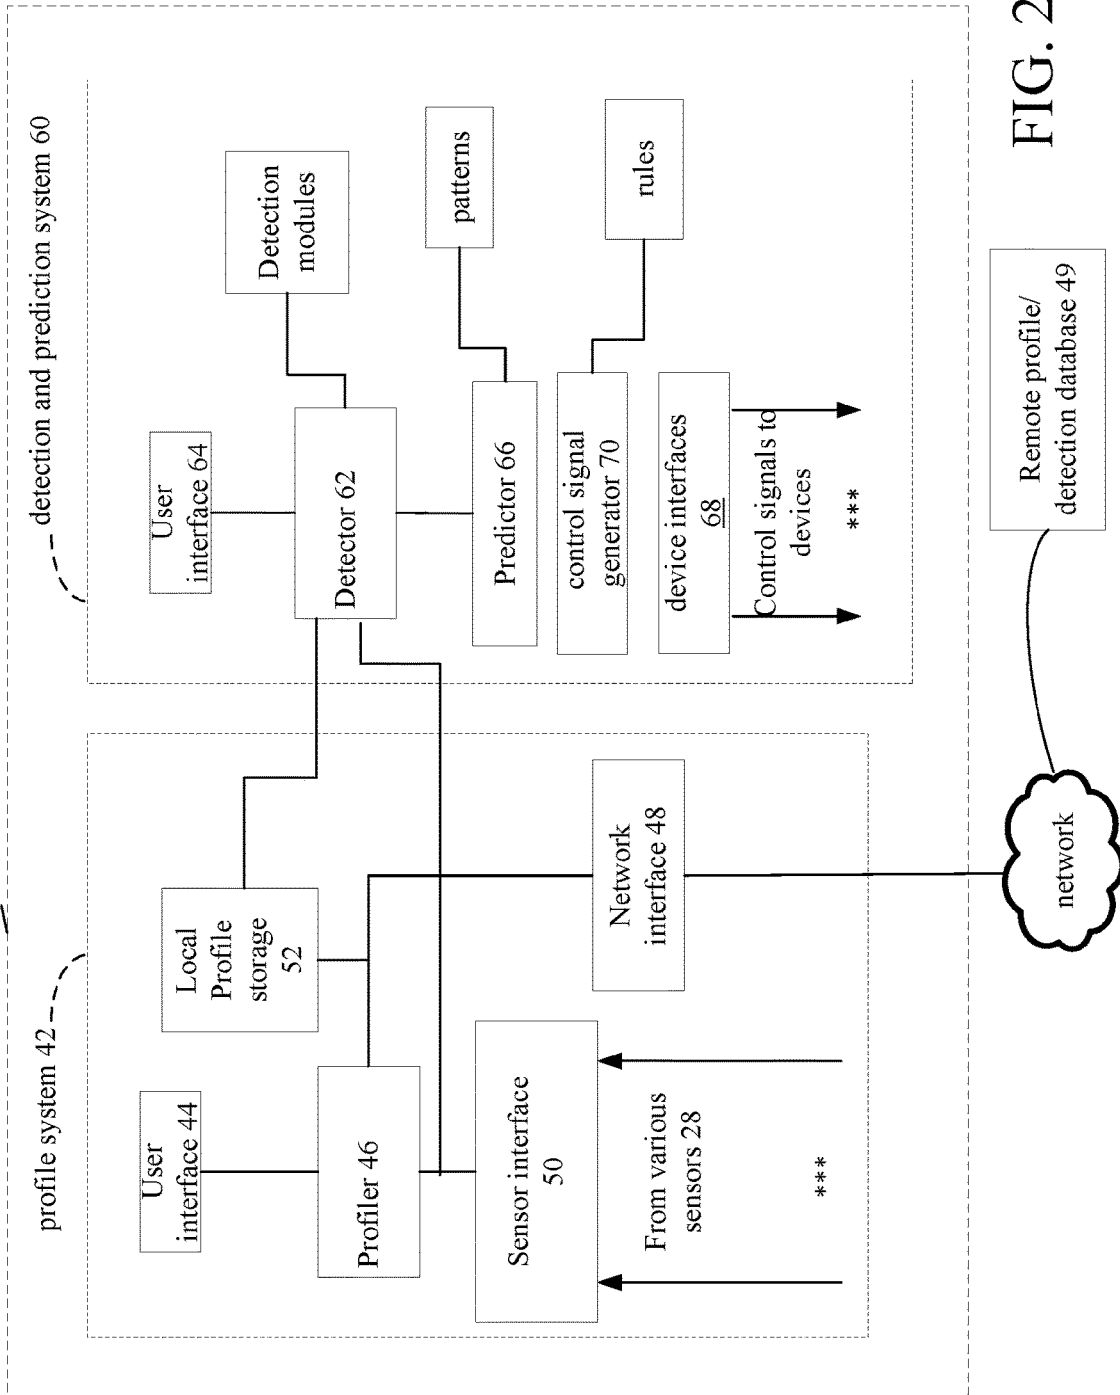 profile system 42
detection and prediction system 60
User
interface 44
Local
Profile
storage
52
Profiler 46
Sensor interface
50
From various
sensors 28
***
Network
interface 48
User
interface 64
Detector 62
Detection
modules
Predictor 66
patterns
control signal
generator 70
rules
device interfaces
68
Control signals to
devices
***
network
Remote profile/
detection database 49
FIG. 2